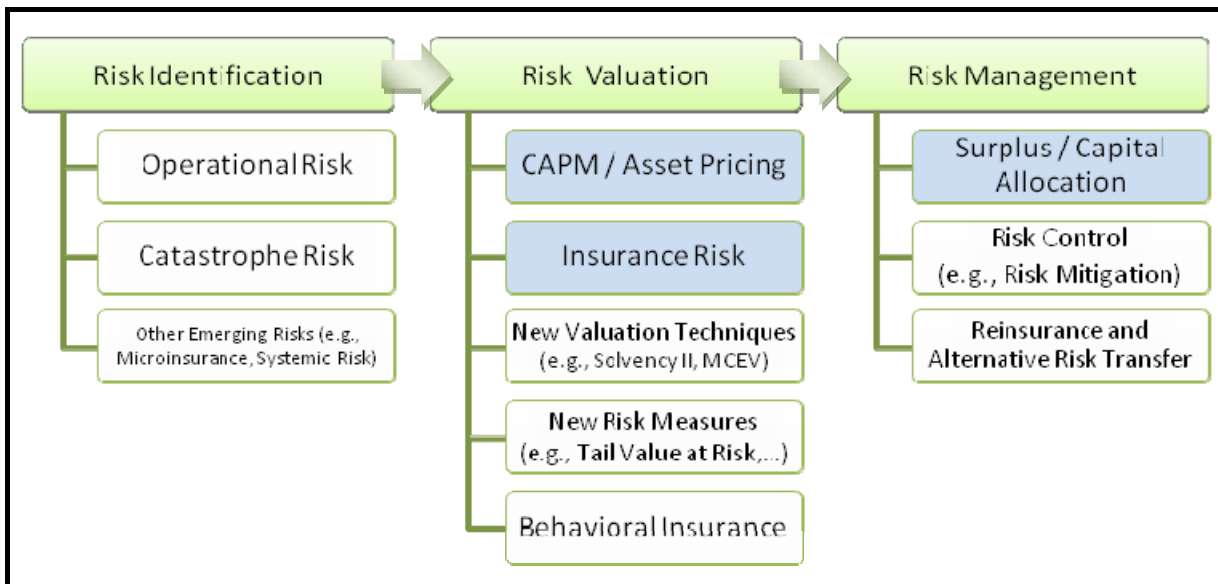 Risk Identification
Operational Risk
Catastrophe Risk
Other Emerging Risks (e.g.,
Microinsurance, Systemic Risk)
Risk Valuation
CAPM / Asset Pricing
Insurance Risk
New Valuation Techniques
(e.g., Solvency II, MCEV)
New Risk Measures
(e.g., Tail Value at Risk,...)
Behavioral Insurance
Risk Management
Surplus / Capital
Allocation
Risk Control
(e.g., Risk Mitigation)
Reinsurance and
Alternative Risk Transfer